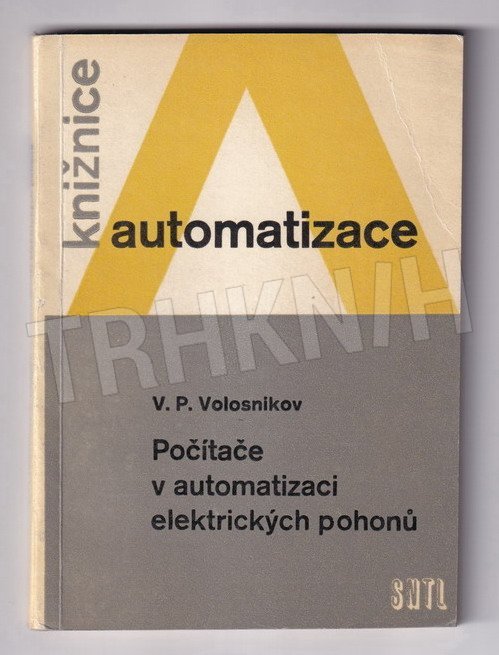 knižnice
automatizace
TRHKNIH
V. P. Volosnikov
Počítače
v automatizaci
elektrických pohonů
SNTL